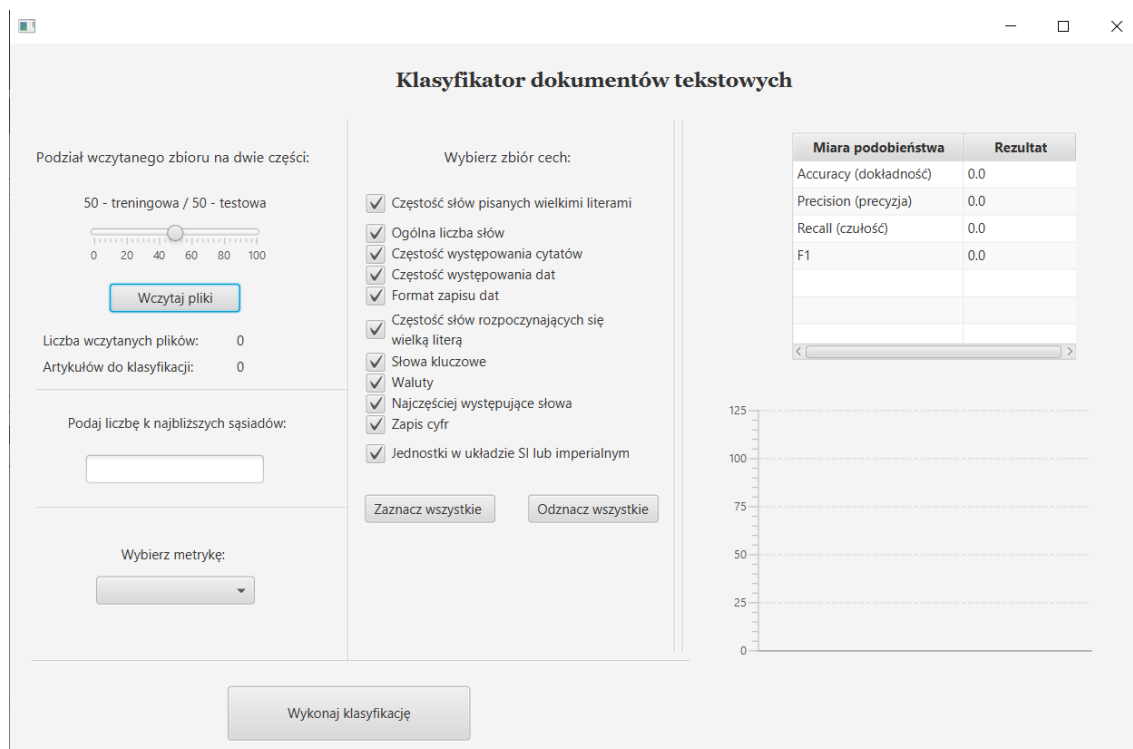 Klasyfikator dokumentów tekstowych
Podział wczytanego zbioru na dwie części:
50 - treningowa / 50 - testowa
0 20 40 60 80 100
Wczytaj pliki
Liczba wczytanych plików: 0
Artykułów do klasyfikacji: 0
Podaj liczbę k najbliższych sąsiadów:
Wybierz metrykę:
Wybierz zbiór cech:
Częstość słów pisanych wielkimi literami
Ogólna liczba słów
Częstość występowania cytatów
Częstość występowania dat
Format zapisu dat
Częstość słów rozpoczynających się
wielką literą
Słowa kluczowe
Waluty
Najczęściej występujące słowa
Zapis cyfr
Jednostki w układzie SI lub imperialnym
Zaznacz wszystkie Odznacz wszystkie
Wykonaj klasyfikację
Miara podobieństwa Rezultat
Accuracy (dokładność) 0.0
Precision (precyzja) 0.0
Recall (czułość) 0.0
F1 0.0
125
100
75
50
25
0